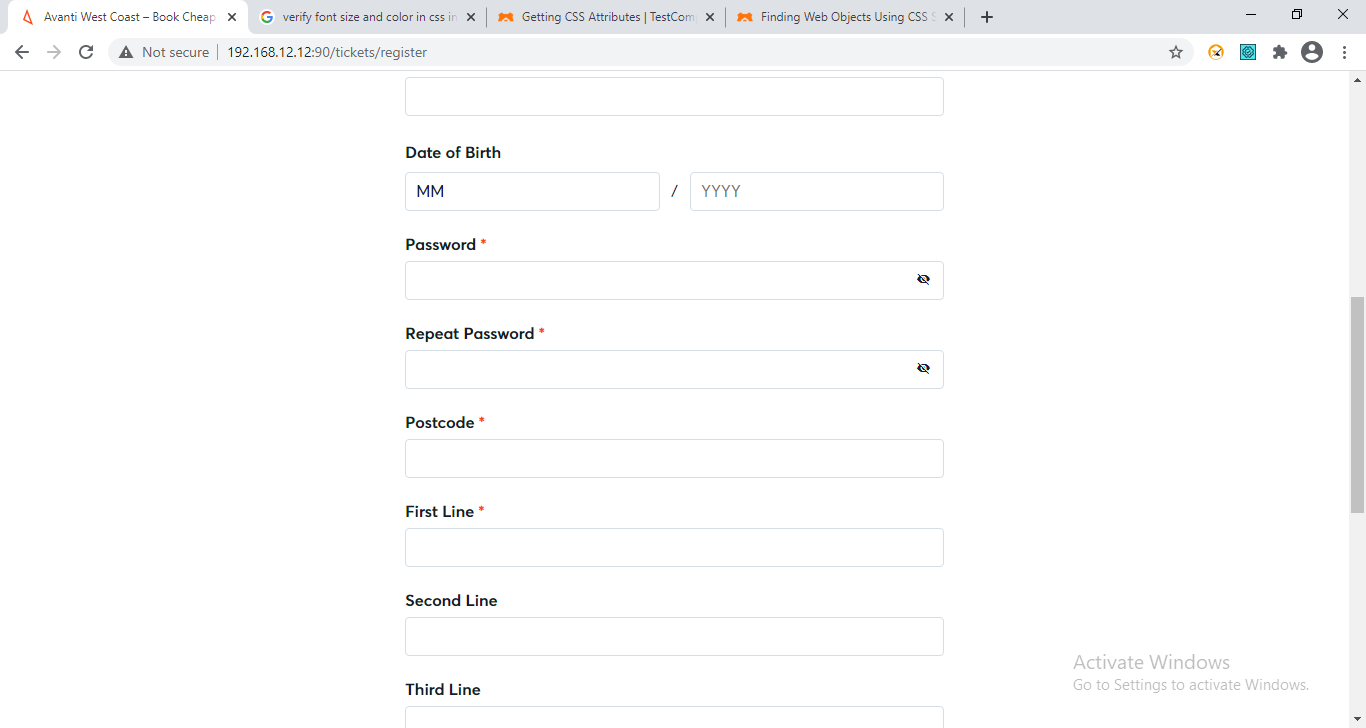 Avanti West Coast – Book Cheap
verify font size and color in css in
Getting CSS Attributes | TestCom
Finding Web Objects Using CSS S
Not secure
192.168.12.12:90/tickets/register
Date of Birth
MM / YYYY
Password *
Repeat Password *
Postcode *
First Line *
Second Line
Third Line
Activate Windows
Go to Settings to activate Windows.